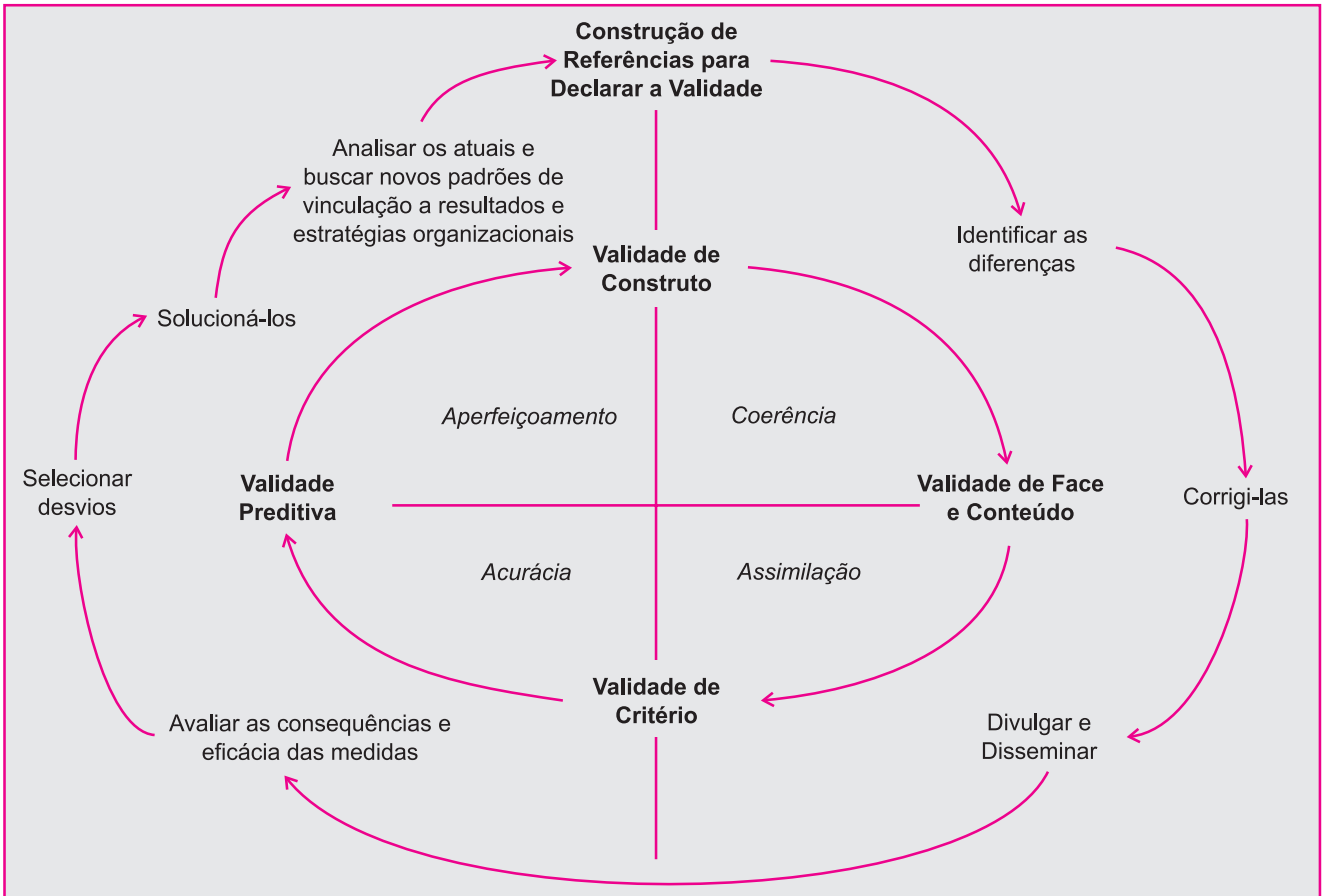 Construção de
Referências para
Declarar a Validade
Analisar os atuais e
buscar novos padrões de
vinculação a resultados e
estratégias organizacionais
Identificar as
diferenças
Validade de
Construto
Solucioná-los
Aperfeiçoamento
Coerência
Selecionar
desvios
Validade
Preditiva
Validade de Face
e Conteúdo
Corrigi-las
Acurácia
Assimilação
Validade de
Critério
Avaliar as consequências e
eficácia das medidas
Divulgar e
Disseminar